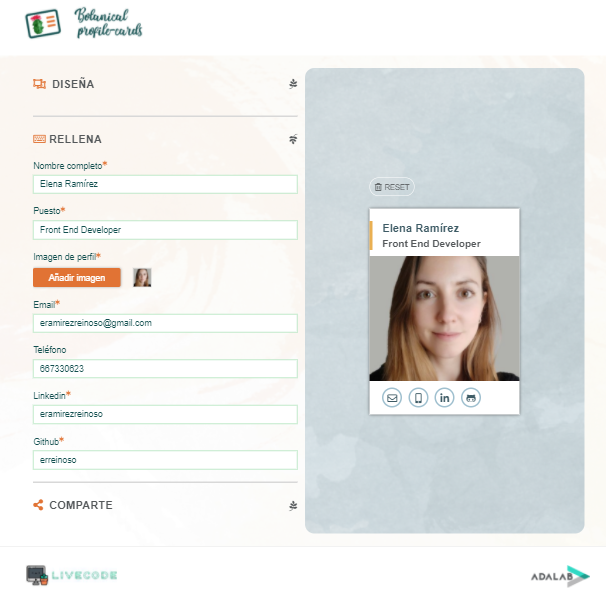 Botanical
profile-cards
DISEÑA
RELLENA
Nombre completo*
Elena Ramírez
Puesto*
Front End Developer
Imagen de perfil*
Añadir imagen
Email*
eramirezreinoso@gmail.com
Teléfono
667330623
Linkedin*
eramirezreinoso
Github*
erreinoso
COMPARTE
RESET
Elena Ramírez
Front End Developer
in
LIVECODE
ADALAB